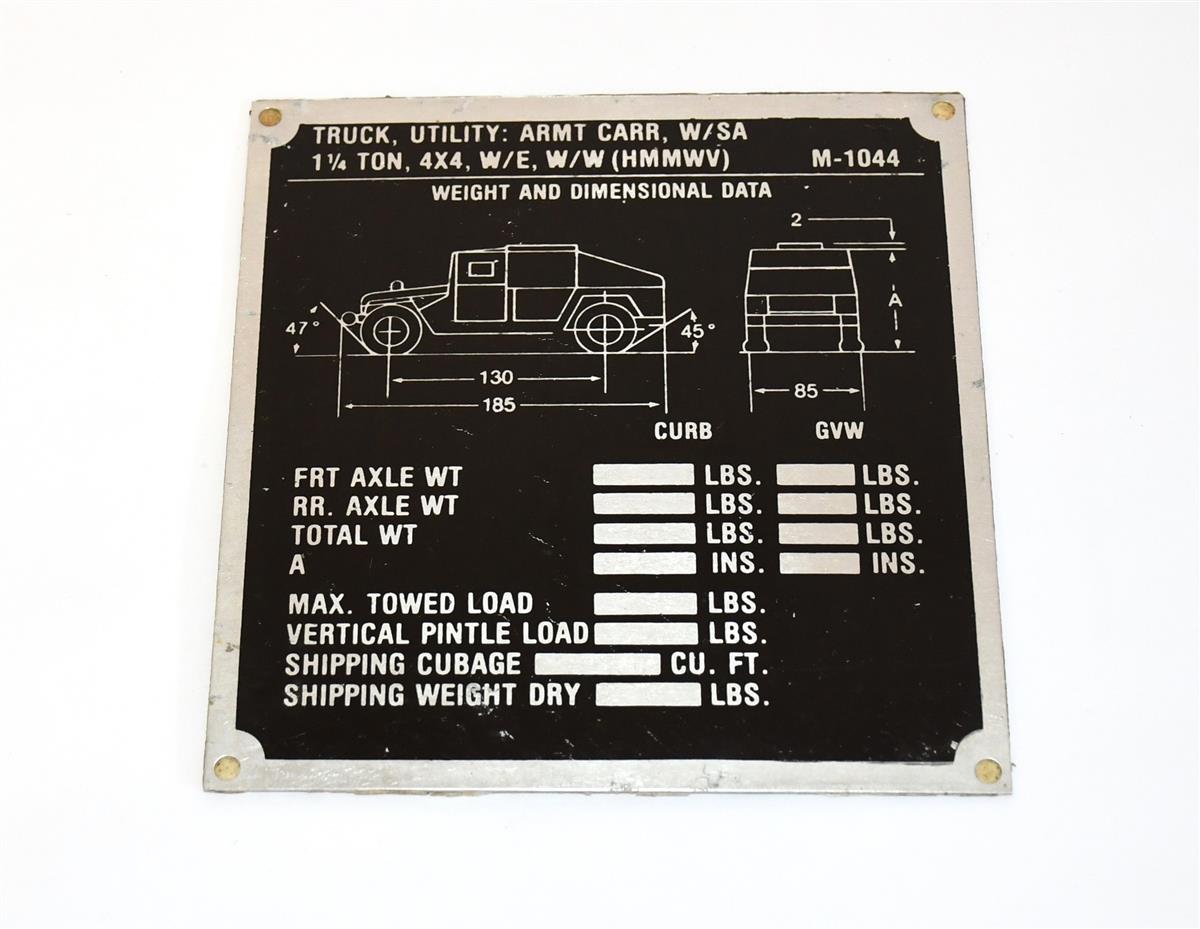 TRUCK, UTILITY: ARMT CARR, W/SA
1¼ TON, 4X4, W/E, W/W (HMMWV) M-1044
WEIGHT AND DIMENSIONAL DATA
2
A
47°
45°
130
85
185
CURB GVW
FRT AXLE WT LBS. LBS.
RR. AXLE WT LBS. LBS.
TOTAL WT LBS. LBS.
A INS. INS.
MAX. TOWED LOAD LBS.
VERTICAL PINTLE LOAD LBS.
SHIPPING CUBAGE CU. FT.
SHIPPING WEIGHT DRY LBS.